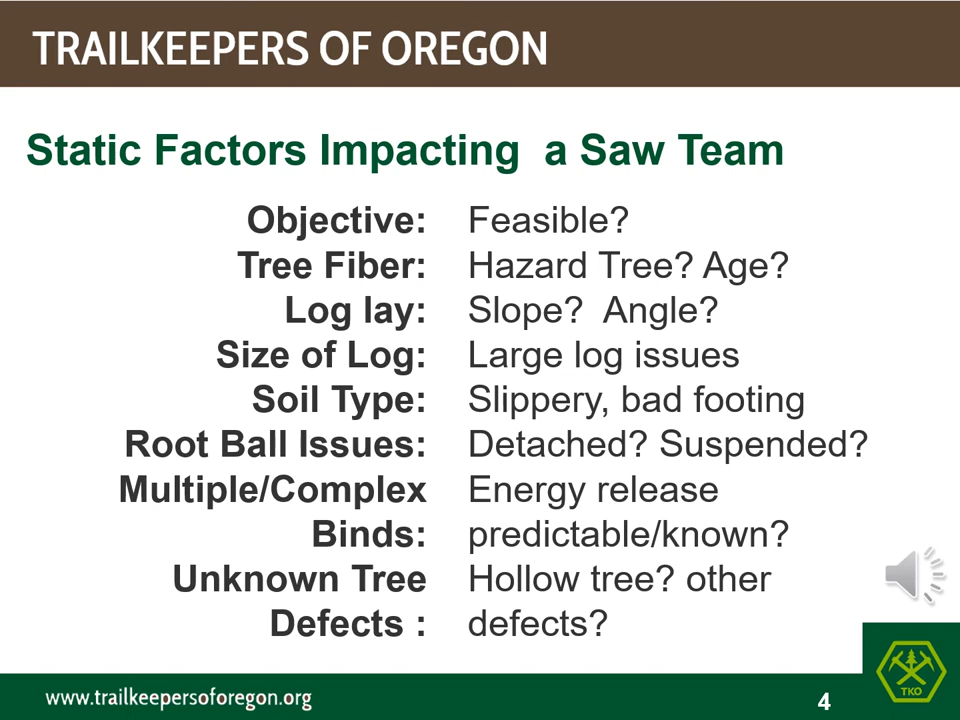 TRAILKEEPERS OF OREGON
Static Factors Impacting  a Saw Team
Objective: Feasible?
Tree Fiber: Hazard Tree? Age?
Log lay: Slope?  Angle?
Size of Log: Large log issues
Soil Type: Slippery, bad footing
Root Ball Issues: Detached? Suspended?
Multiple/Complex Energy release
Binds: predictable/known?
Unknown Tree Hollow tree? other
Defects : defects?
TKO
www.trailkeepersoforegon.org
4